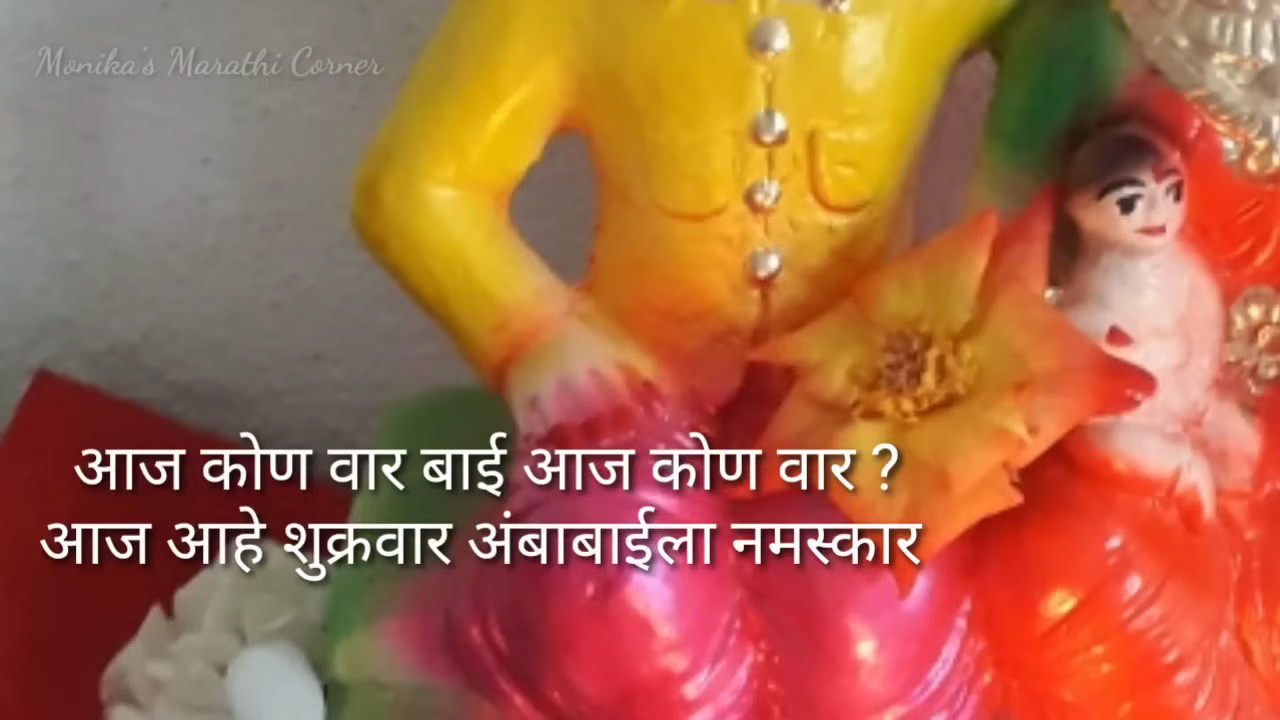 Monika's Marathi Corner
आज कोण वार बाई आज कोण वार ?
आज आहे शुक्रवार अंबाबाईला नमस्कार